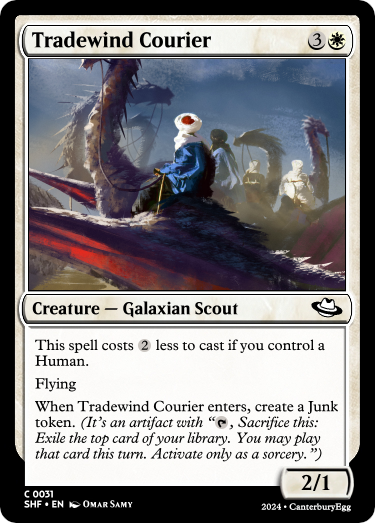 Tradewind Courier 3
Creature — Galaxian Scout
This spell costs 2 less to cast if you control a
Human.
Flying
When Tradewind Courier enters, create a Junk
token. (It's an artifact with “, Sacrifice this:
Exile the top card of your library. You may play
that card this turn. Activate only as a sorcery.”)
2/1
C 0031
SHF • EN Omar Samy
2024 • CanterburyEgg